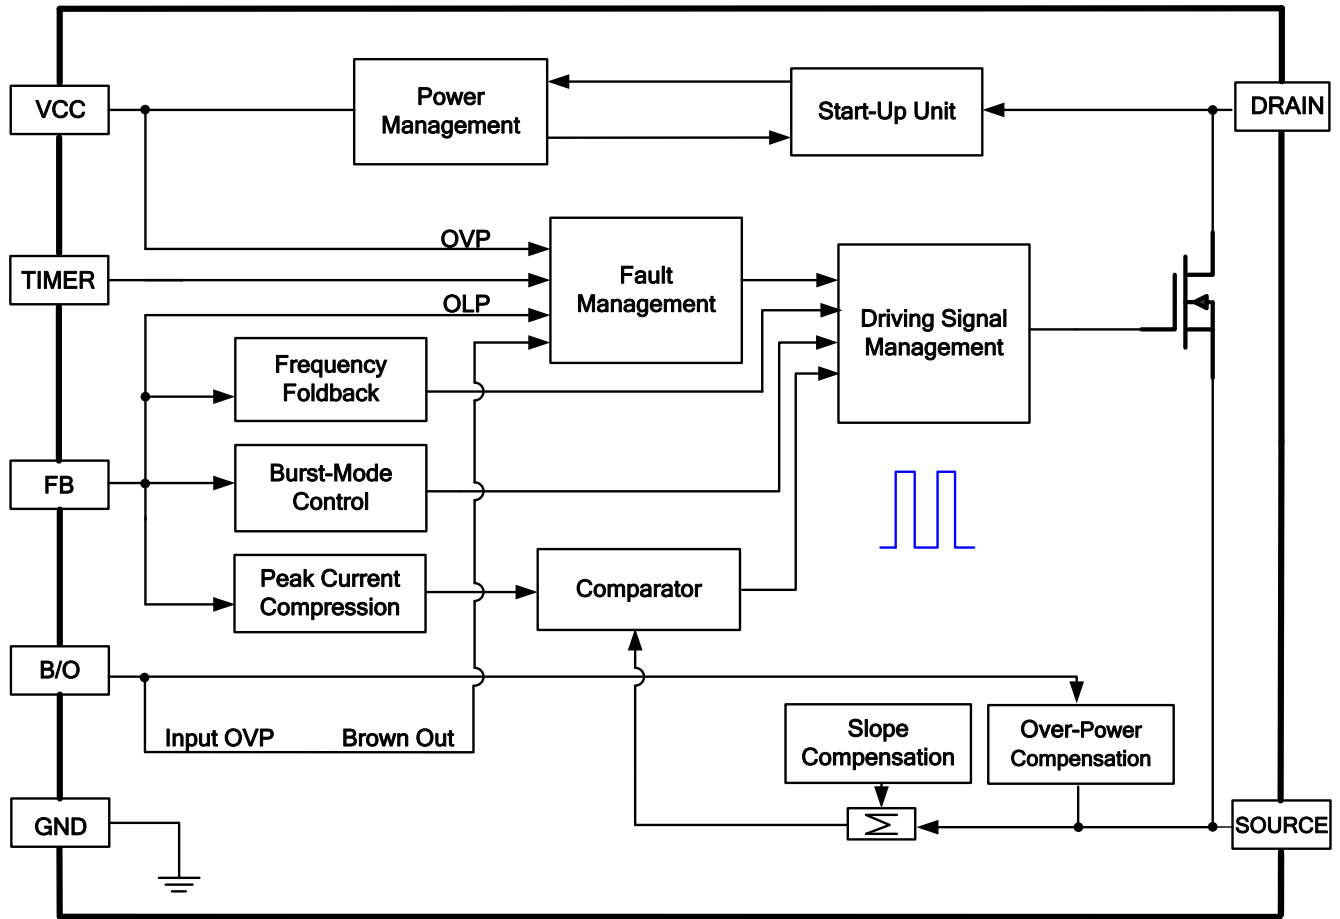 VCC
Power
Management
Start-Up Unit
DRAIN
OVP
TIMER
Fault
Management
OLP
Driving Signal
Management
Frequency
Foldback
FB
Burst-Mode
Control
Peak Current
Compression
Comparator
B/O
Input OVP
Brown Out
Slope
Compensation
Over-Power
Compensation
GND
Σ
SOURCE